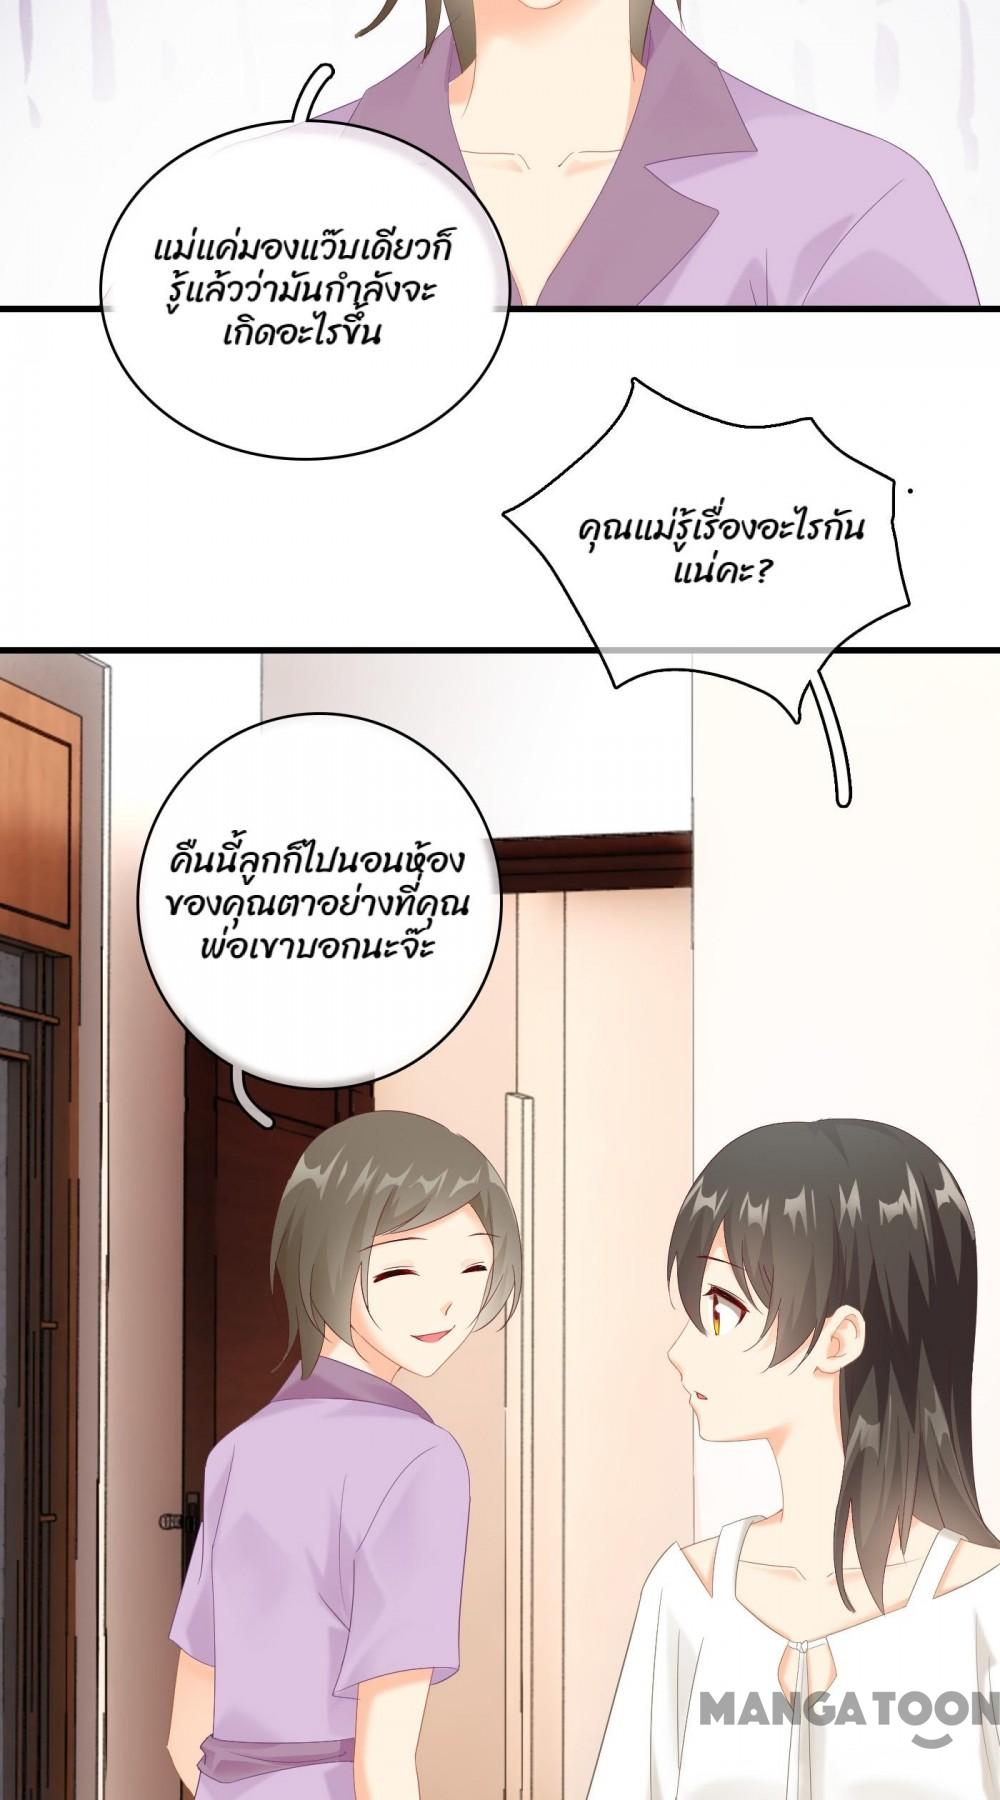 แม่แค่มองแว๊บเดียวก็
รู้แล้วว่ามันกำลังจะ
เกิดอะไรขึ้น
คุณแม่รู้เรื่องอะไรกัน
แน่คะ?
คืนนี้ลูกก็ไปนอนห้อง
ของคุณตาอย่างที่คุณ
พ่อเขาบอกนะจ๊ะ
MANGATOON